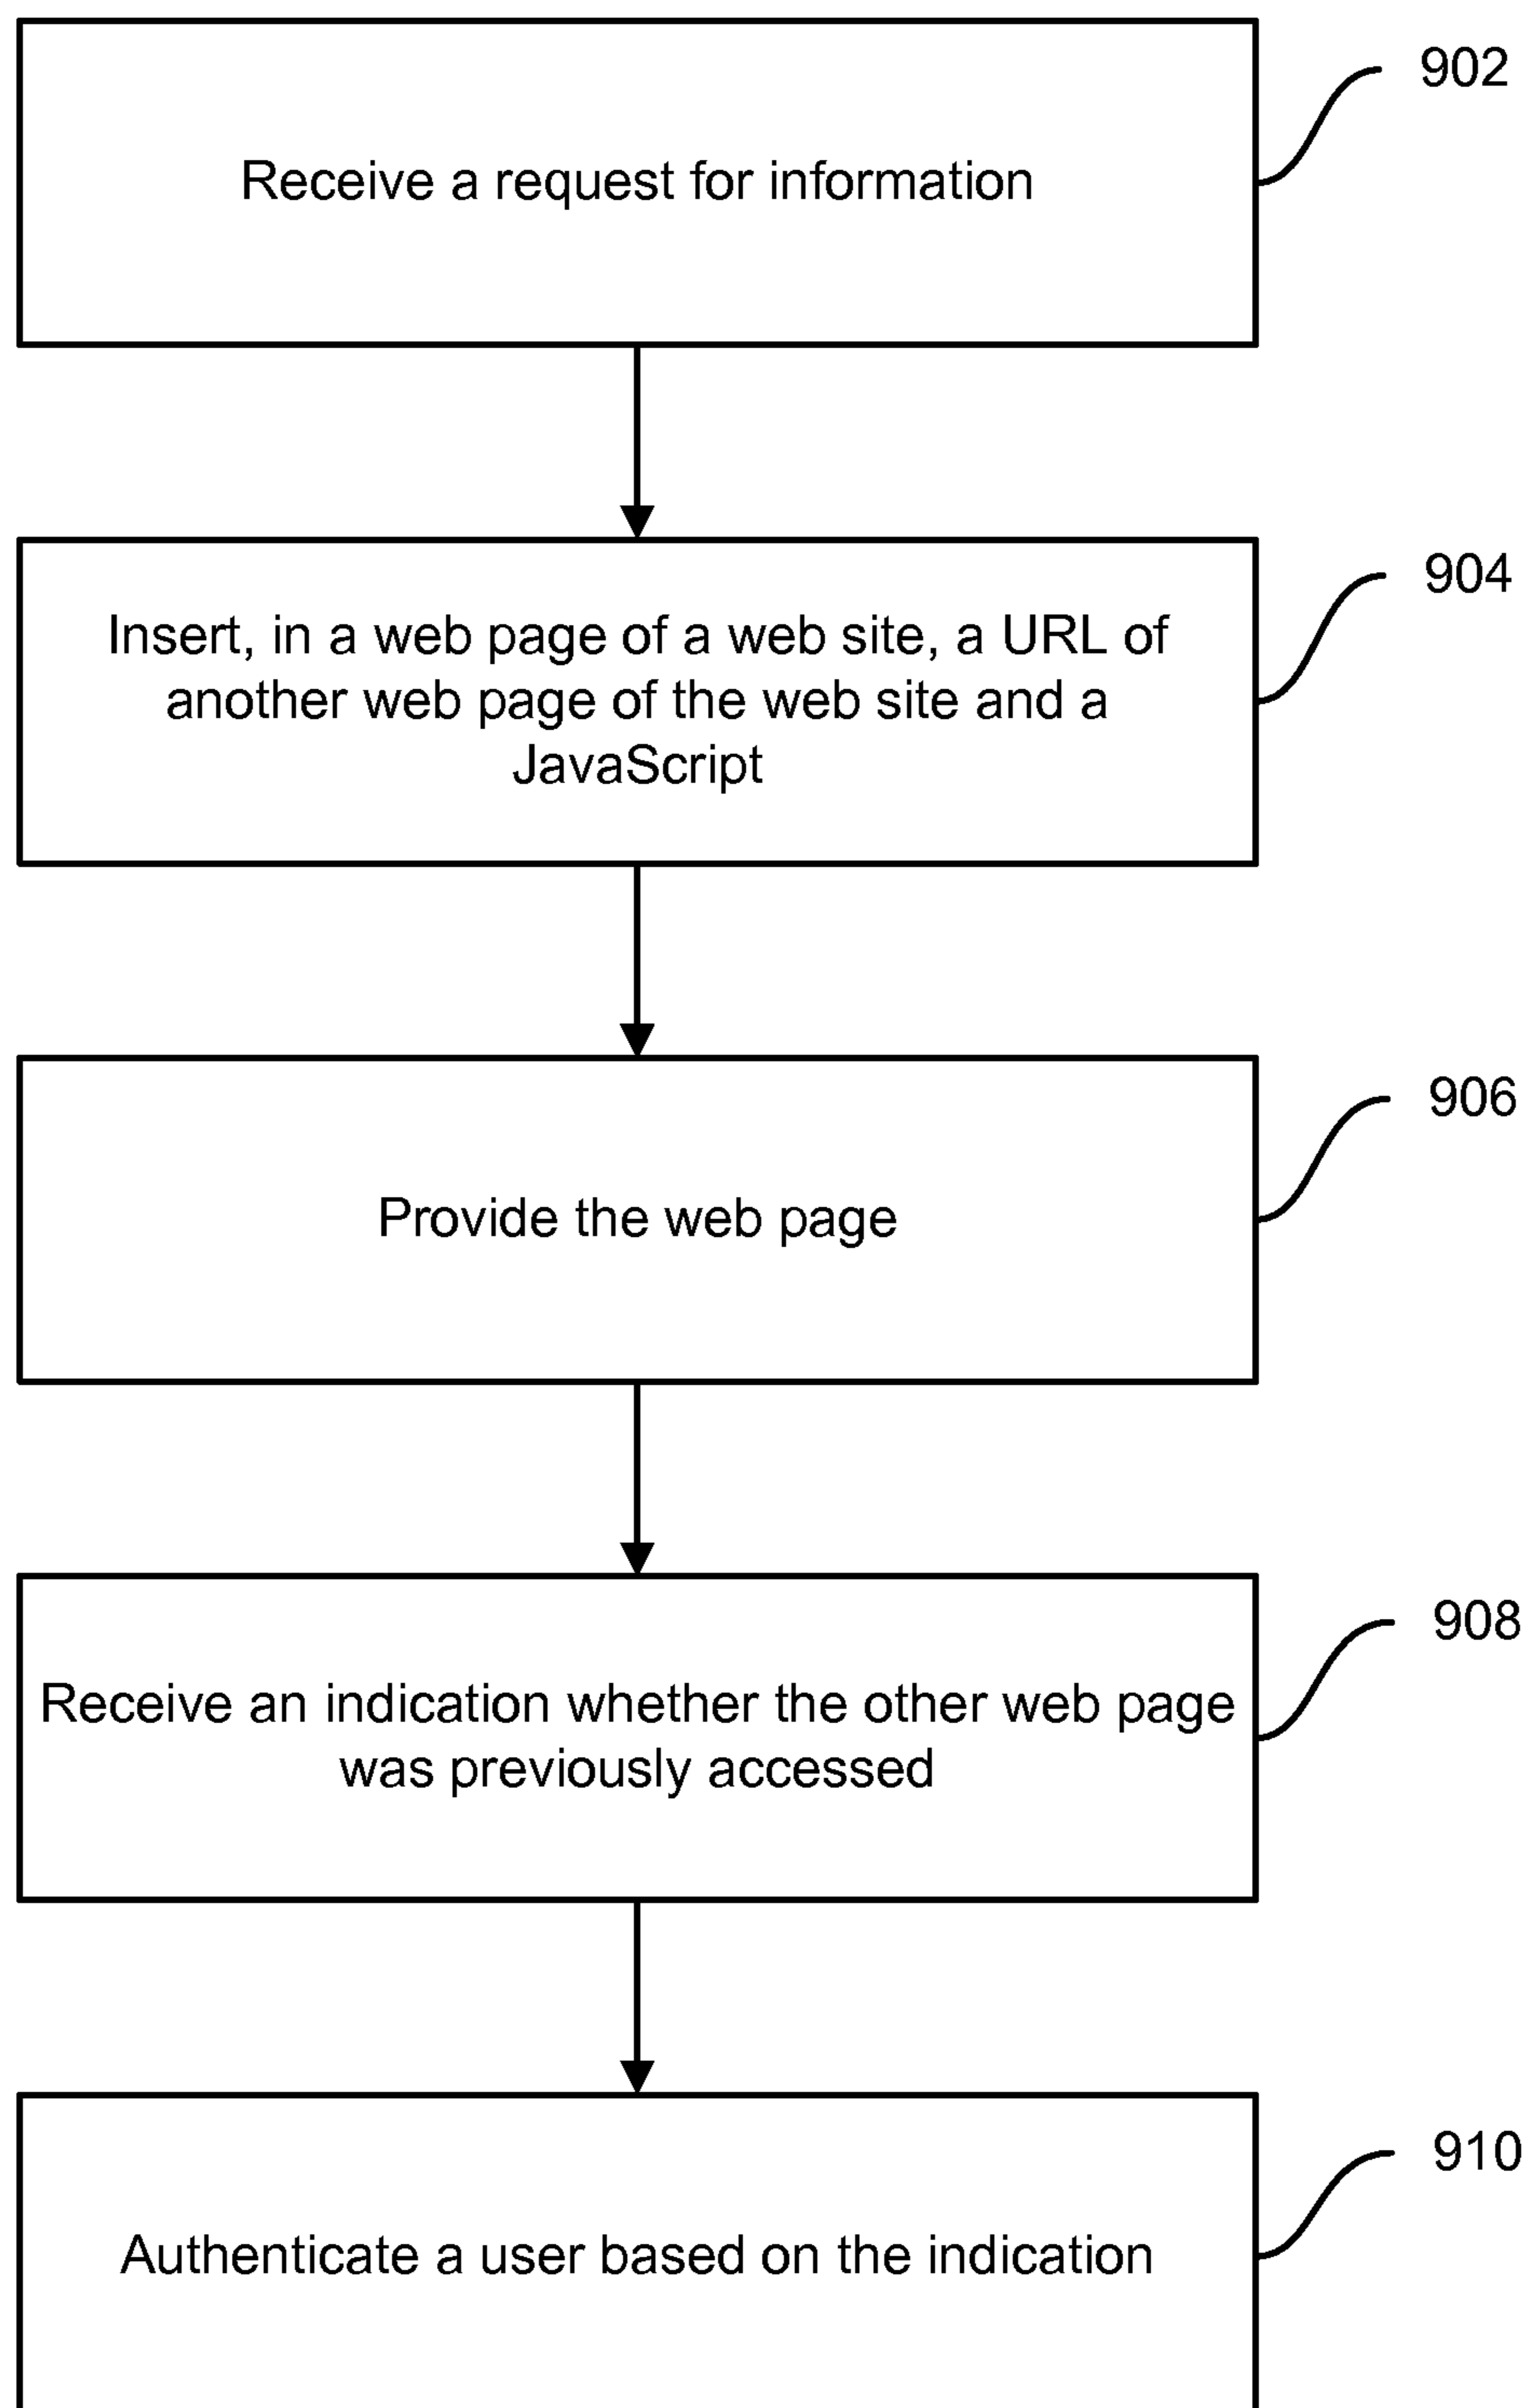 902
Receive a request for information
904
Insert, in a web page of a web site, a URL of
another web page of the web site and a
JavaScript
906
Provide the web page
908
Receive an indication whether the other web page
was previously accessed
910
Authenticate a user based on the indication